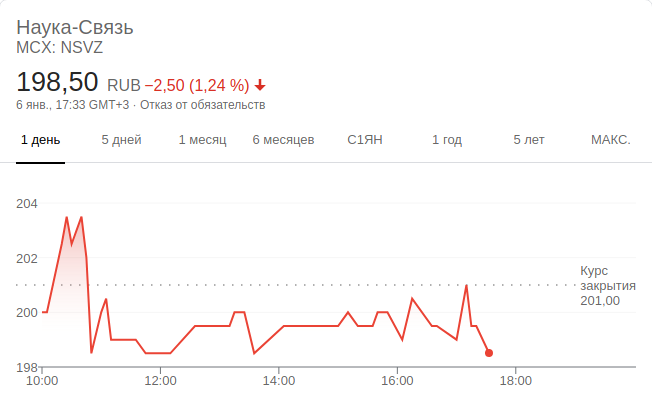 Наука-Связь
MCX: NSVZ
198,50 RUB −2,50 (1,24 %)
6 янв., 17:33 GMT+3 · Отказ от обязательств
1 день 5 дней 1 месяц 6 месяцев С1ЯН 1 год 5 лет МАКС.
204
202
Курс
закрытия
201,00
200
198
10:00 12:00 14:00 16:00 18:00